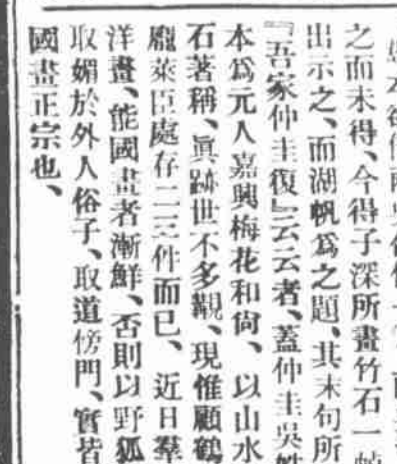 之而未得、今得子深所畫竹石一幀
出示之、而湖帆爲之題、其末句所
『吾家仲圭復』云云者、蓋仲圭吳姓
本爲元人嘉興梅花和尙、以山水
石著稱、眞跡世不多覯、現惟顧鶴
龐萊臣處存二三件而已、近日羣
洋畫、能國畫者漸鮮、否則以野狐
取媚於外人俗子、取道傍門、實皆
國畫正宗也、